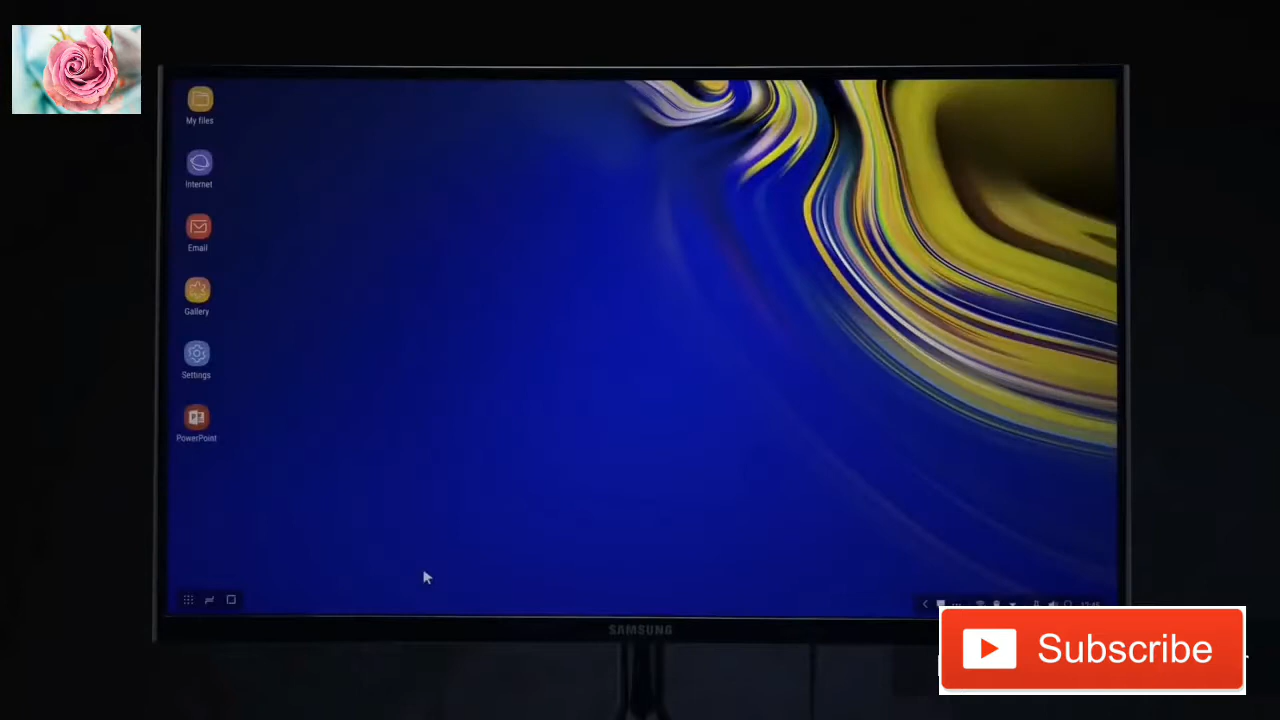 My files
Internet
Email
Gallery
Settings
PowerPoint
SAMSUNG
Subscribe